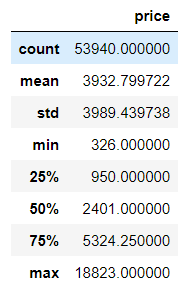 price
count 53940.000000
mean 3932.799722
std 3989.439738
min 326.000000
25% 950.000000
50% 2401.000000
75% 5324.250000
max 18823.000000